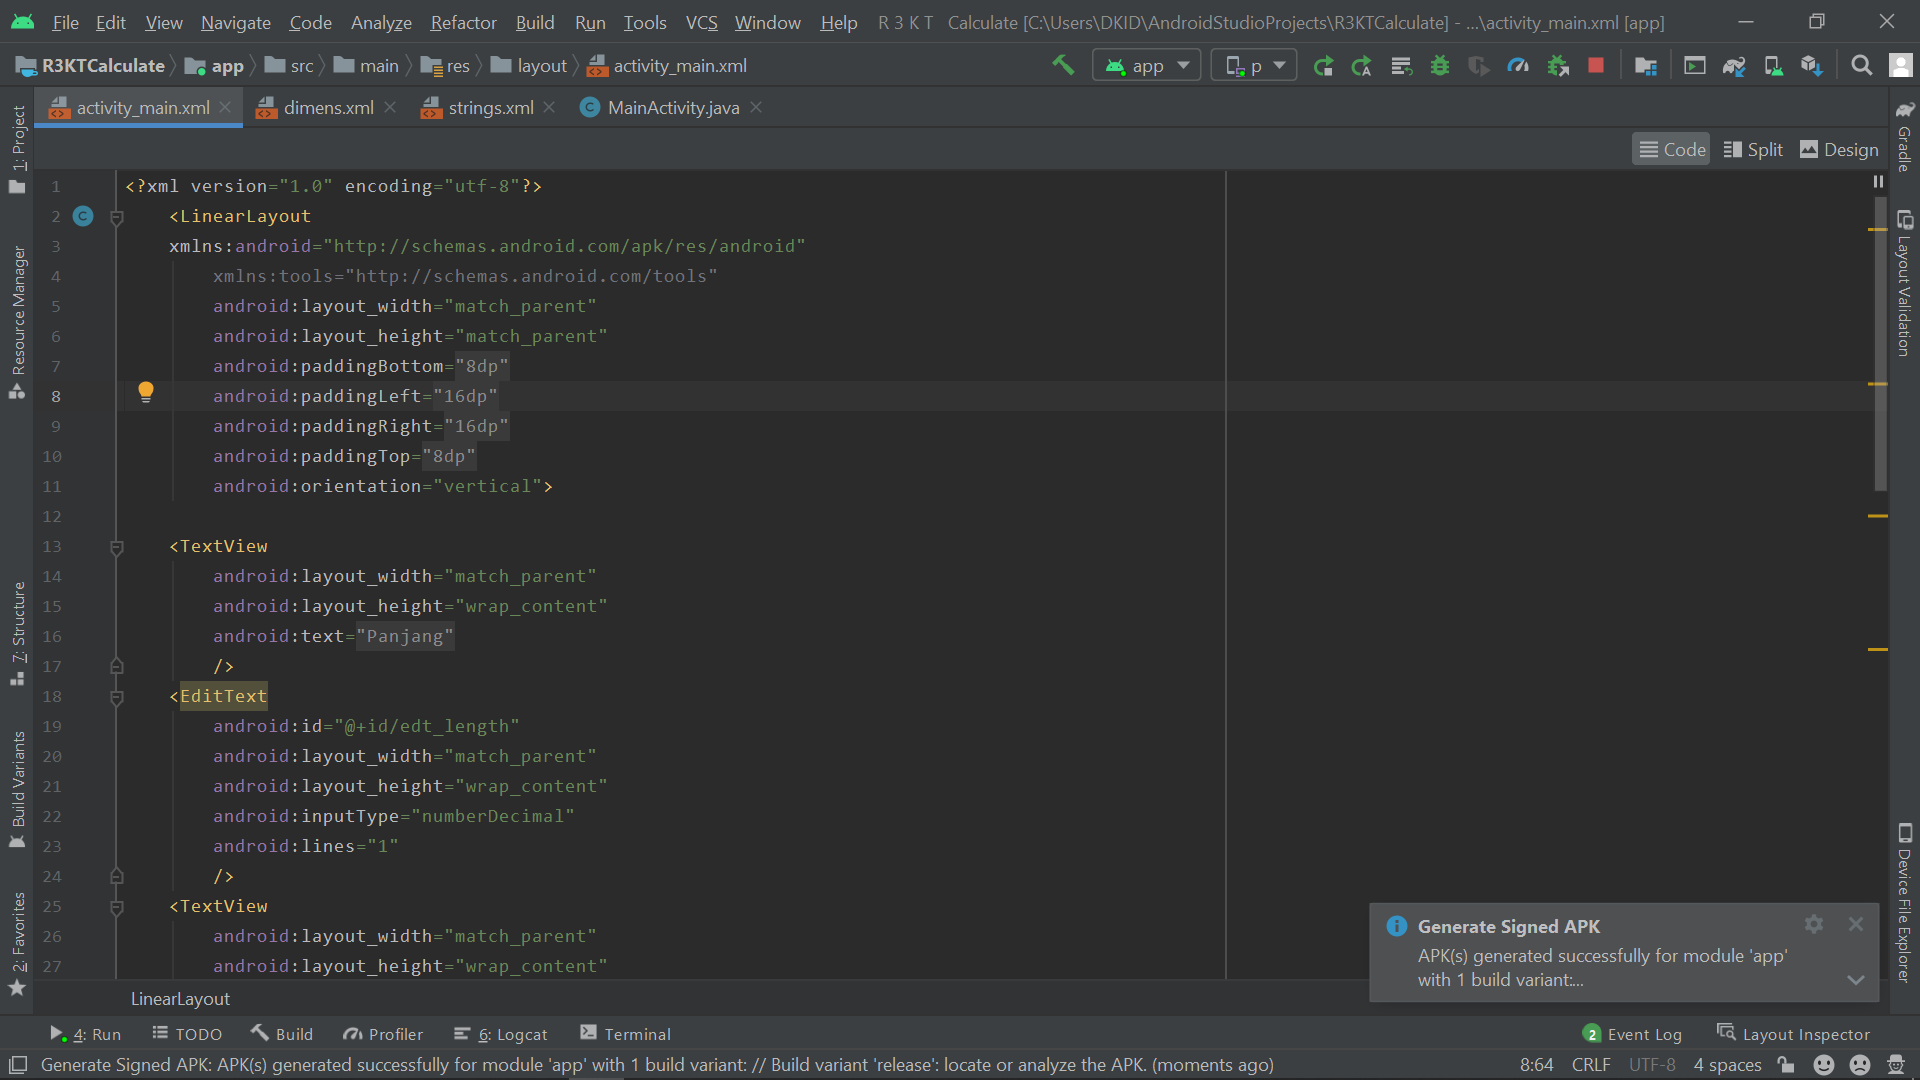 File Edit View Navigate Code Analyze Refactor Build Run Tools VCS Window Help R 3 K T Calculate [C:\Users\DKID\AndroidStudioProjects\R3KTCalculate] - ...\activity_main.xml [app]
R3KTCalculate app src main res layout activity_main.xml app p
activity_main.xml dimens.xml strings.xml MainActivity.java
Code Split Design
1 <?xml version="1.0" encoding="utf-8"?>
2 <LinearLayout
3 xmlns:android="http://schemas.android.com/apk/res/android"
4 xmlns:tools="http://schemas.android.com/tools"
5 android:layout_width="match_parent"
6 android:layout_height="match_parent"
7 android:paddingBottom="8dp"
8 android:paddingLeft="16dp"
9 android:paddingRight="16dp"
10 android:paddingTop="8dp"
11 android:orientation="vertical">
12
13 <TextView
14 android:layout_width="match_parent"
15 android:layout_height="wrap_content"
16 android:text="Panjang"
17 />
18 <EditText
19 android:id="@+id/edt_length"
20 android:layout_width="match_parent"
21 android:layout_height="wrap_content"
22 android:inputType="numberDecimal"
23 android:lines="1"
24 />
25 <TextView
26 android:layout_width="match_parent"
27 android:layout_height="wrap_content"
LinearLayout
1: Project
Resource Manager
7: Structure
Build Variants
2: Favorites
Gradle
Layout Validation
Device File Explorer
Generate Signed APK
APK(s) generated successfully for module 'app'
with 1 build variant:...
4: Run TODO Build Profiler 6: Logcat Terminal 2 Event Log Layout Inspector
Generate Signed APK: APK(s) generated successfully for module 'app' with 1 build variant: // Build variant 'release': locate or analyze the APK. (moments ago) 8:64 CRLF UTF-8 4 spaces